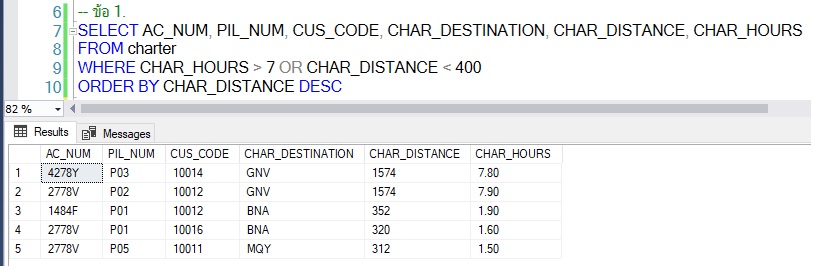 6 -- ข้อ 1.
7 SELECT AC_NUM, PIL_NUM, CUS_CODE, CHAR_DESTINATION, CHAR_DISTANCE, CHAR_HOURS
8 FROM charter
9 WHERE CHAR_HOURS > 7 OR CHAR_DISTANCE < 400
10 ORDER BY CHAR_DISTANCE DESC
82 %
Results Messages
AC_NUM PIL_NUM CUS_CODE CHAR_DESTINATION CHAR_DISTANCE CHAR_HOURS
1 4278Y P03 10014 GNV 1574 7.80
2 2778V P02 10012 GNV 1574 7.90
3 1484F P01 10012 BNA 352 1.90
4 2778V P01 10016 BNA 320 1.60
5 2778V P05 10011 MQY 312 1.50